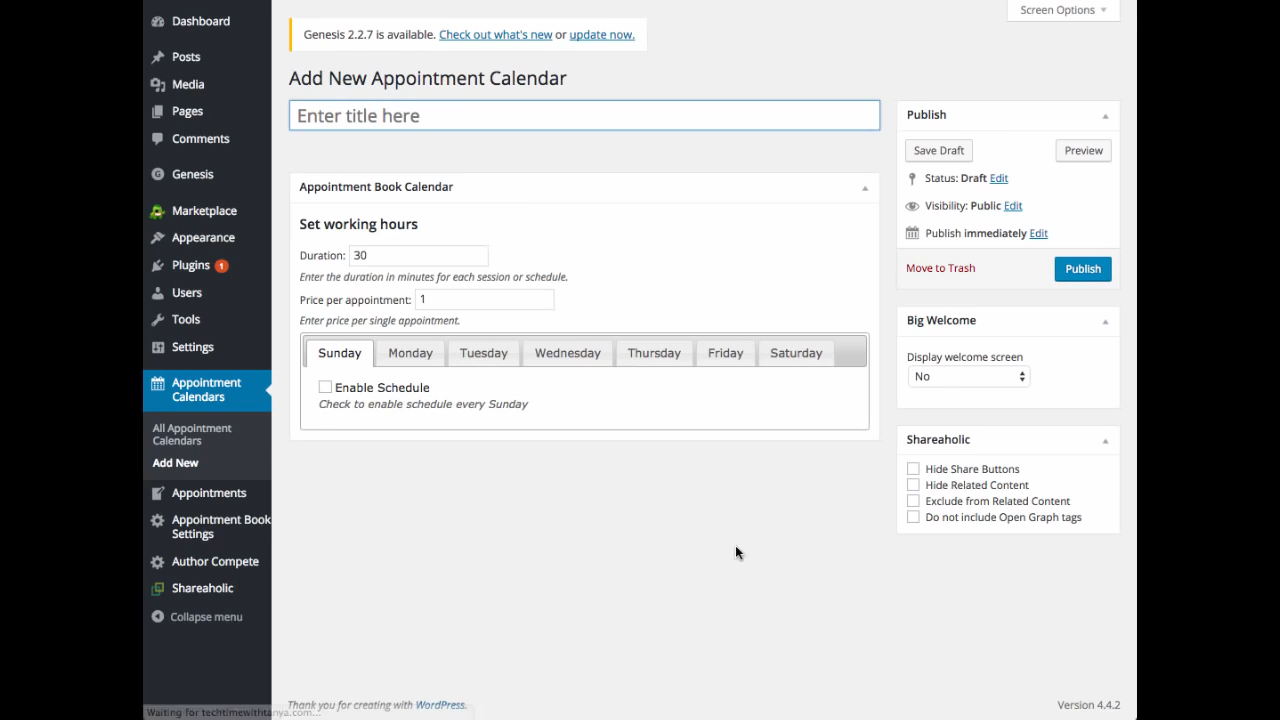 Dashboard
Posts
Media
Pages
Comments
Genesis
Marketplace
Appearance
Plugins 1
Users
Tools
Settings
Appointment
Calendars
All Appointment
Calendars
Add New
Appointments
Appointment Book
Settings
Author Compete
Shareaholic
Collapse menu
Waiting for techtimewithtanya.com...
Screen Options
Genesis 2.2.7 is available. Check out what's new or update now.
Add New Appointment Calendar
Enter title here
Appointment Book Calendar
Set working hours
Duration: 30
Enter the duration in minutes for each session or schedule.
Price per appointment: 1
Enter price per single appointment.
Sunday Monday Tuesday Wednesday Thursday Friday Saturday
Enable Schedule
Check to enable schedule every Sunday
Publish
Save Draft Preview
Status: Draft Edit
Visibility: Public Edit
Publish immediately Edit
Move to Trash Publish
Big Welcome
Display welcome screen
No
Shareaholic
Hide Share Buttons
Hide Related Content
Exclude from Related Content
Do not include Open Graph tags
Thank you for creating with WordPress.
Version 4.4.2